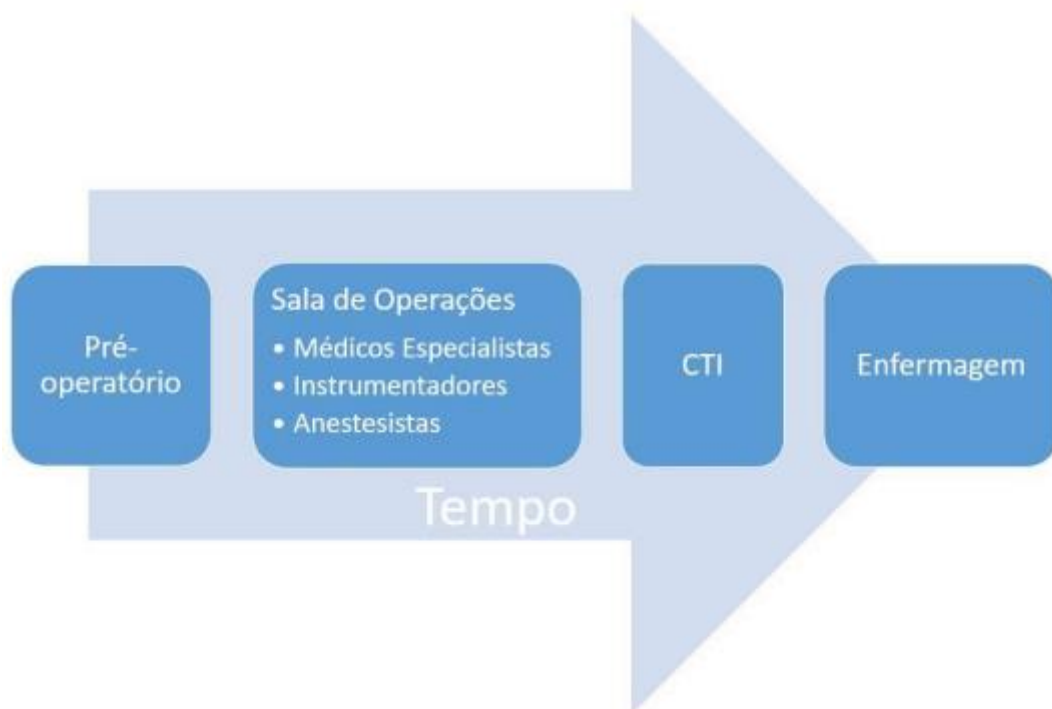 Pré-
operatório
Sala de Operações
• Médicos Especialistas
• Instrumentadores
• Anestesistas
CTI
Enfermagem
Tempo